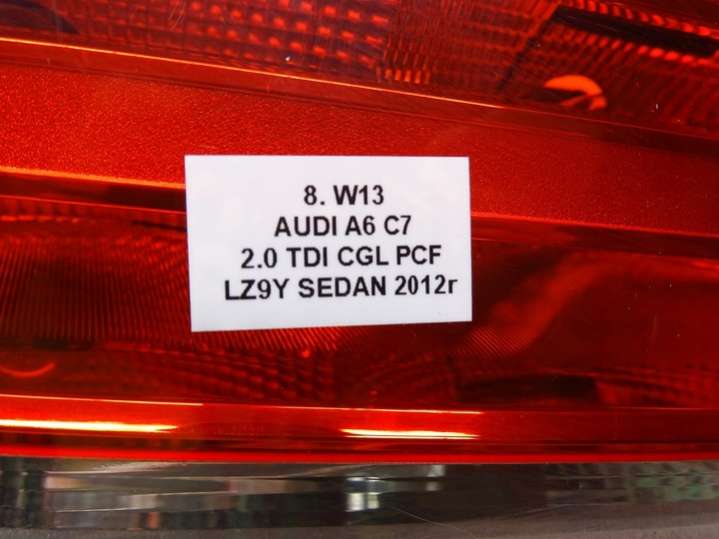 8. W13
AUDI A6 C7
2.0 TDI CGL PCF
LZ9Y SEDAN 2012r